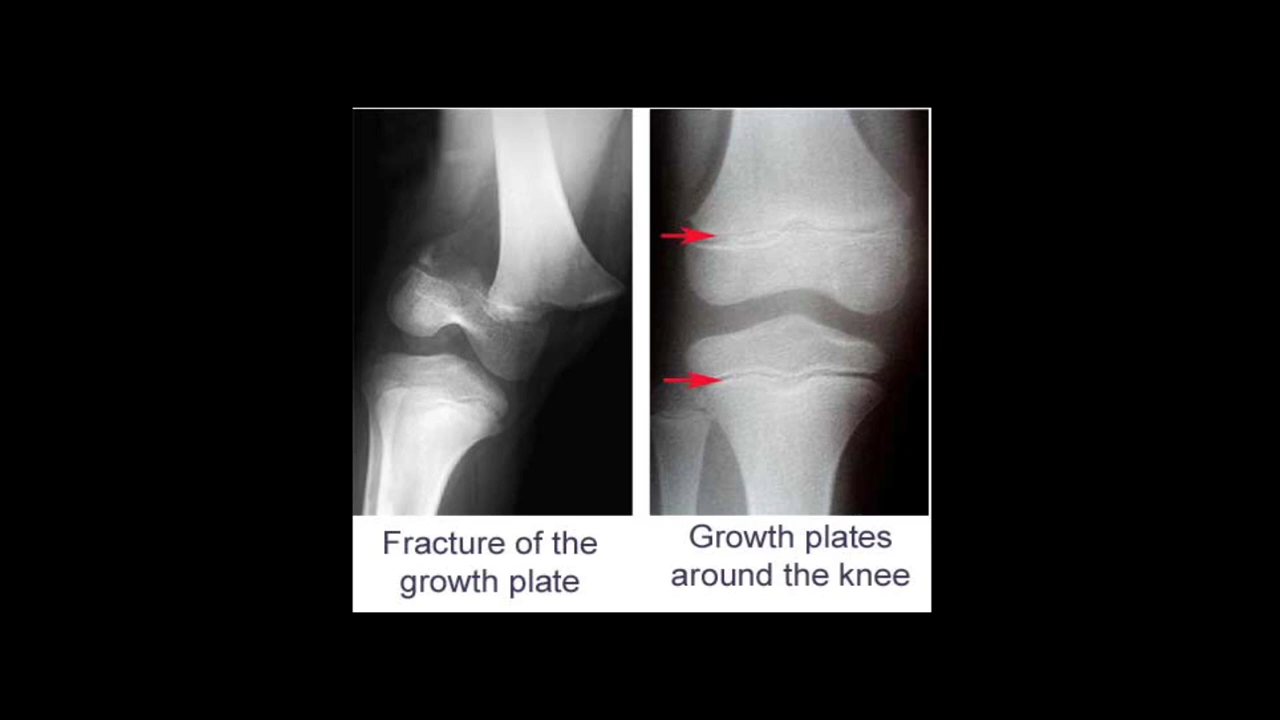 Fracture of the
growth plate
Growth plates
around the knee